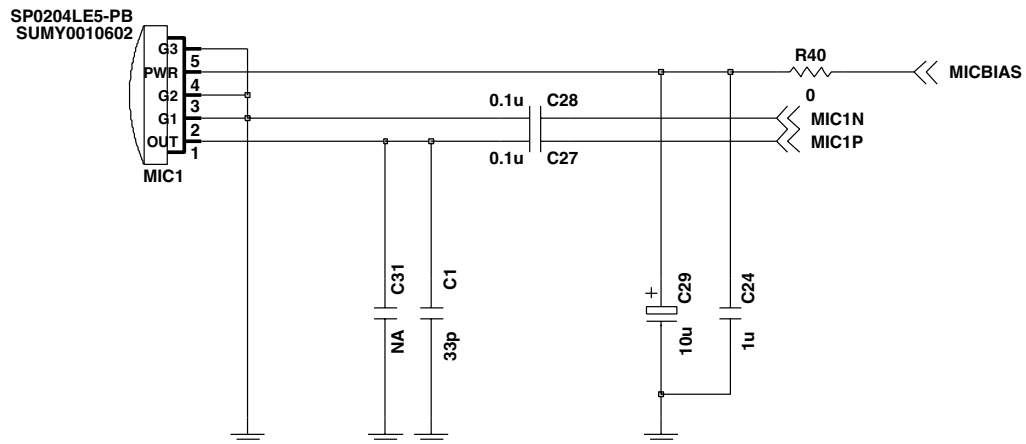 SP0204LE5-PB
SUMY0010602
G3
5
PWR
4
G2
3
G1
2
OUT
1
MIC1
R40
0
MICBIAS
0.1u
C28
MIC1N
MIC1P
0.1u
C27
C31
NA
C1
33p
+
C29
10u
C24
1u